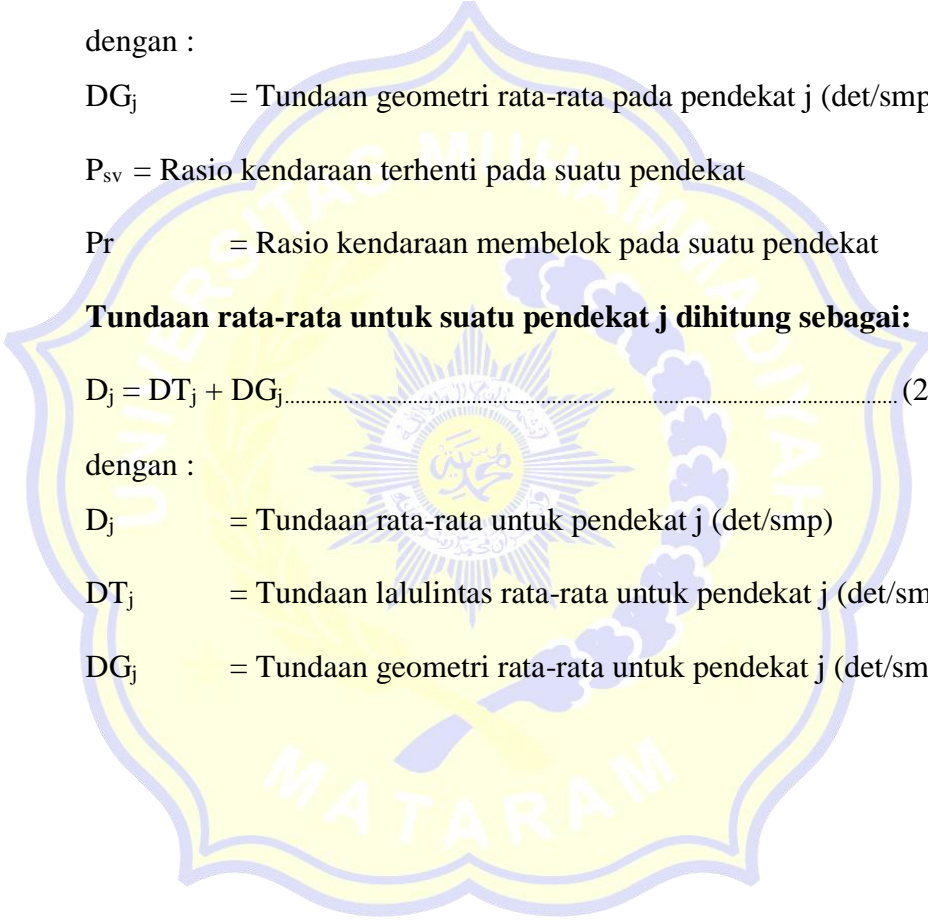 dengan :
DGj = Tundaan geometri rata-rata pada pendekat j (det/smp
Psv = Rasio kendaraan terhenti pada suatu pendekat
Pr = Rasio kendaraan membelok pada suatu pendekat
Tundaan rata-rata untuk suatu pendekat j dihitung sebagai:
Dj = DTj + DGj.......................................................(2
dengan :
Dj = Tundaan rata-rata untuk pendekat j (det/smp)
DTj = Tundaan lalulintas rata-rata untuk pendekat j (det/sm
DGj = Tundaan geometri rata-rata untuk pendekat j (det/sm
UNIVERSITAS MUHAMMADIYAH
MATARAM